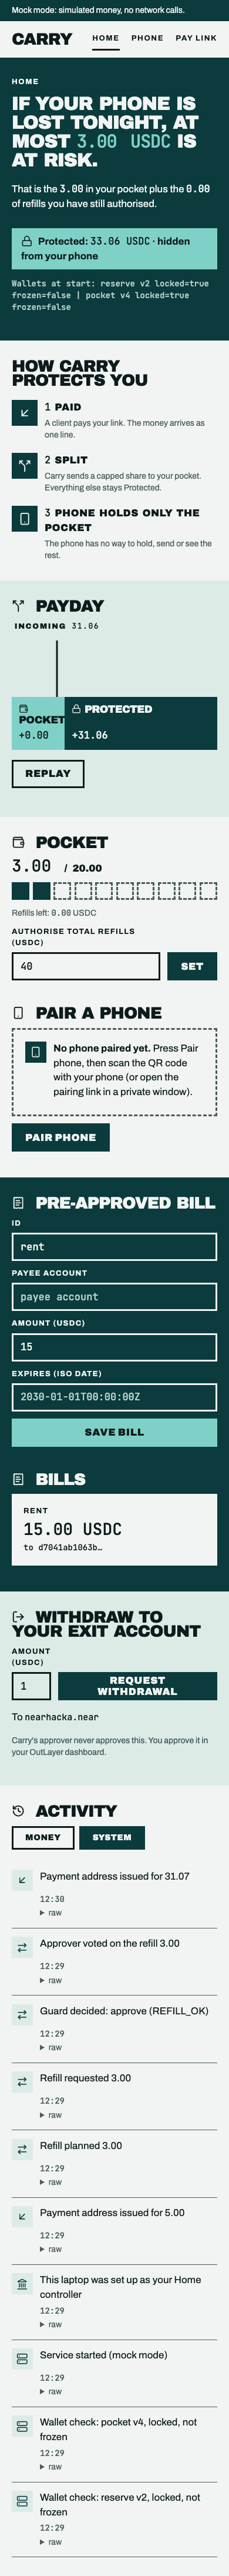 Mock mode: simulated money, no network calls.
CARRY
HOME PHONE PAY LINK
HOME
IF YOUR PHONE IS
LOST TONIGHT, AT
MOST 3.00 USDC IS
AT RISK.
That is the 3.00 in your pocket plus the 0.00
of refills you have still authorised.
Protected: 33.06 USDC · hidden
from your phone
Wallets at start: reserve v2 locked=true
frozen=false | pocket v4 locked=true
frozen=false
HOW CARRY
PROTECTS YOU
1 PAID
A client pays your link. The money arrives as
one line.
2 SPLIT
Carry sends a capped share to your pocket.
Everything else stays Protected.
3 PHONE HOLDS ONLY THE
POCKET
The phone has no way to hold, send or see the
rest.
PAYDAY
INCOMING 31.06
POCKET
+0.00
PROTECTED
+31.06
REPLAY
POCKET
3.00 / 20.00
Refills left: 0.00 USDC
AUTHORISE TOTAL REFILLS
(USDC)
40
SET
PAIR A PHONE
No phone paired yet. Press Pair
phone, then scan the QR code
with your phone (or open the
pairing link in a private window).
PAIR PHONE
PRE-APPROVED BILL
ID
rent
PAYEE ACCOUNT
payee account
AMOUNT (USDC)
15
EXPIRES (ISO DATE)
2030-01-01T00:00:00Z
SAVE BILL
BILLS
RENT
15.00 USDC
to d7041ab1063b…
WITHDRAW TO
YOUR EXIT ACCOUNT
AMOUNT
(USDC)
1
REQUEST
WITHDRAWAL
To nearhacka.near
Carry's approver never approves this. You approve it in
your OutLayer dashboard.
ACTIVITY
MONEY
SYSTEM
Payment address issued for 31.07
12:30
raw
Approver voted on the refill 3.00
12:29
raw
Guard decided: approve (REFILL_OK)
12:29
raw
Refill requested 3.00
12:29
raw
Refill planned 3.00
12:29
raw
Payment address issued for 5.00
12:29
raw
This laptop was set up as your Home
controller
12:29
raw
Service started (mock mode)
12:29
raw
Wallet check: pocket v4, locked, not
frozen
12:29
raw
Wallet check: reserve v2, locked, not
frozen
12:29
raw